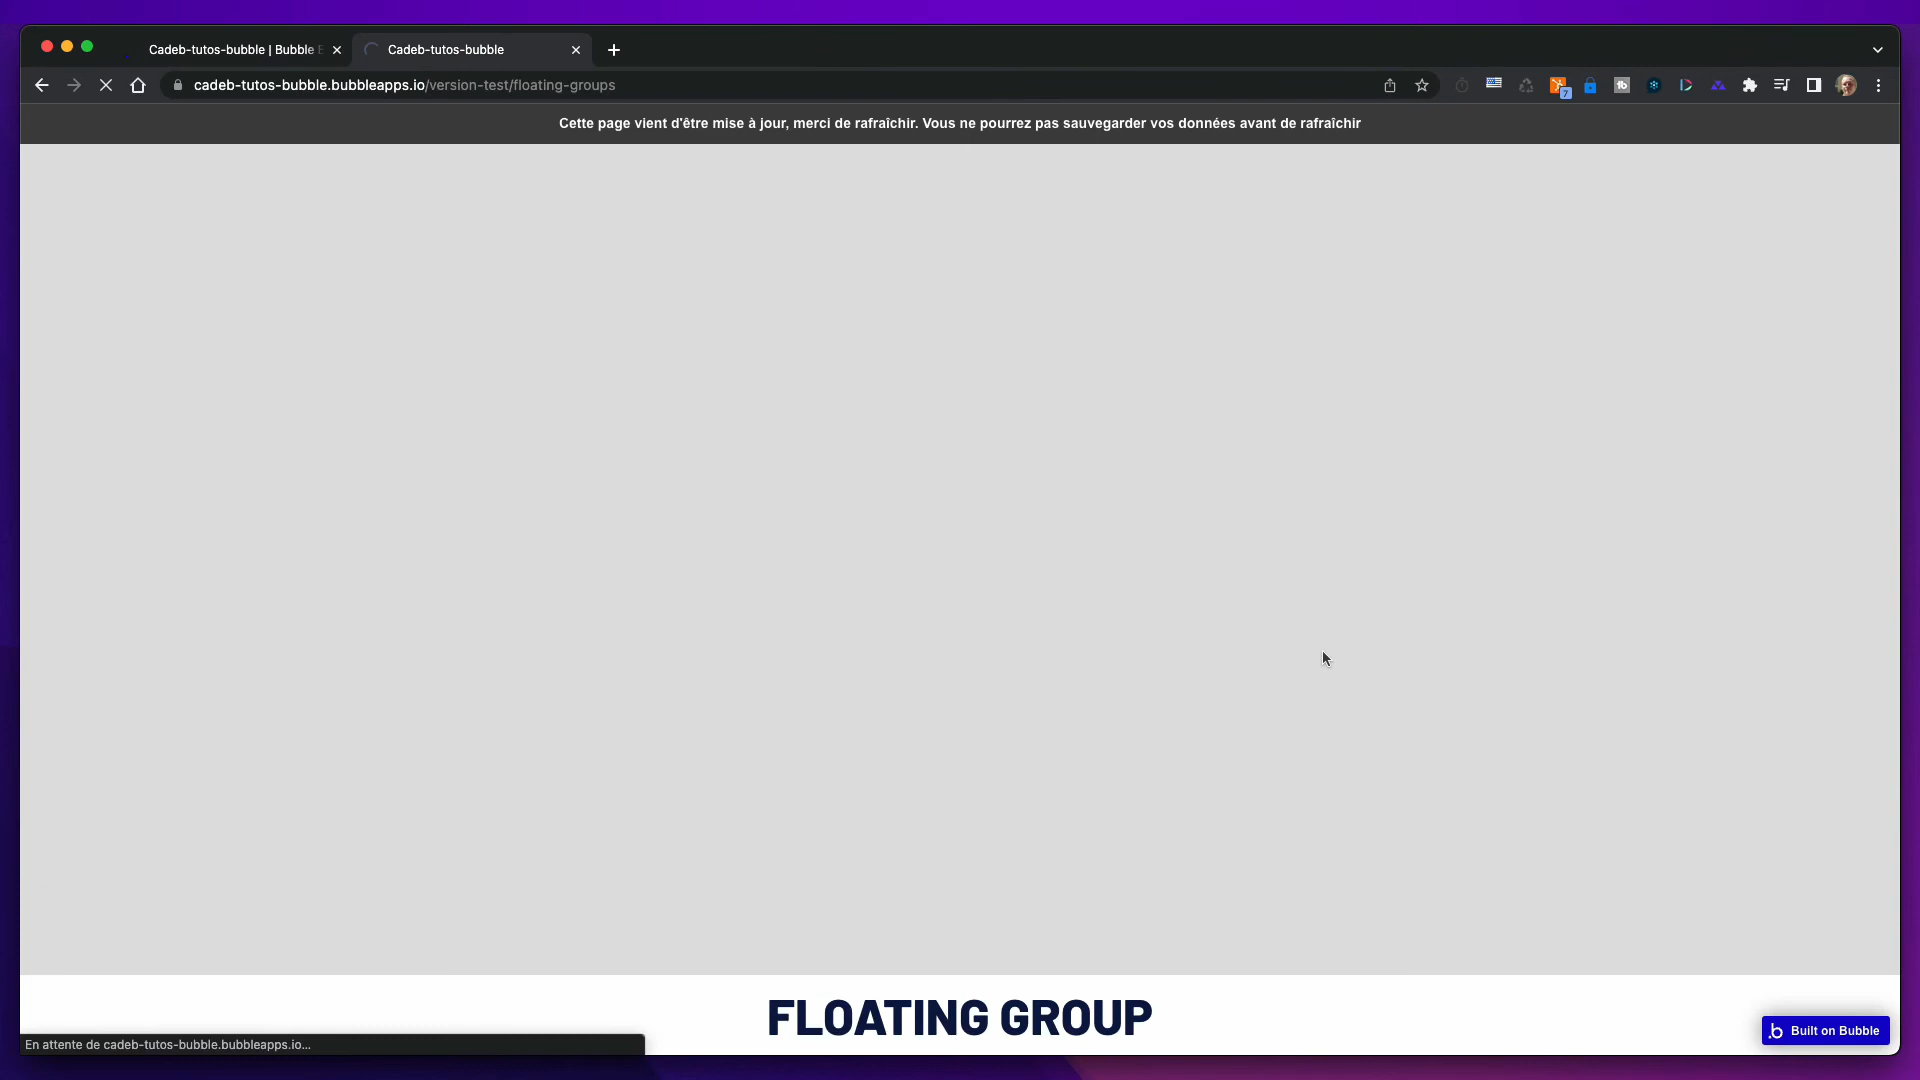 Cadeb-tutos-bubble | Bubble E
Cadeb-tutos-bubble
cadeb-tutos-bubble.bubbleapps.io/version-test/floating-groups
7
Cette page vient d'être mise à jour, merci de rafraîchir. Vous ne pourrez pas sauvegarder vos données avant de rafraîchir
FLOATING GROUP
Built on Bubble
En attente de cadeb-tutos-bubble.bubbleapps.io...